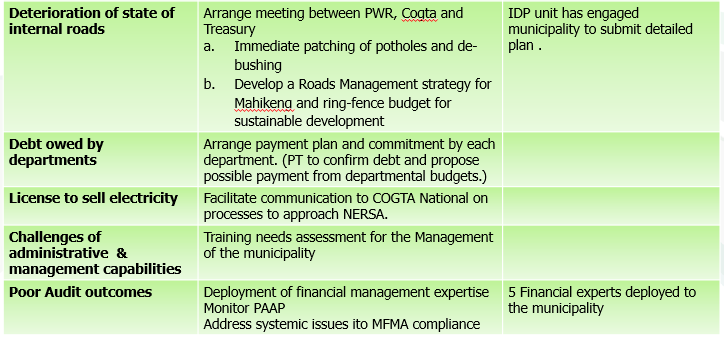 Deterioration of state of
internal roads
Arrange meeting between PWR, Cogta and
Treasury
a. Immediate patching of potholes and de-
bushing
b. Develop a Roads Management strategy for
Mahikeng and ring-fence budget for
sustainable development
IDP unit has engaged
municipality to submit detailed
plan .
Debt owed by
departments
Arrange payment plan and commitment by each
department. (PT to confirm debt and propose
possible payment from departmental budgets.)
License to sell electricity
Facilitate communication to COGTA National on
processes to approach NERSA.
Challenges of
administrative &
management capabilities
Training needs assessment for the Management
of the municipality
Poor Audit outcomes
Deployment of financial management expertise
Monitor PAAP
Address systemic issues ito MFMA compliance
5 Financial experts deployed to
the municipality